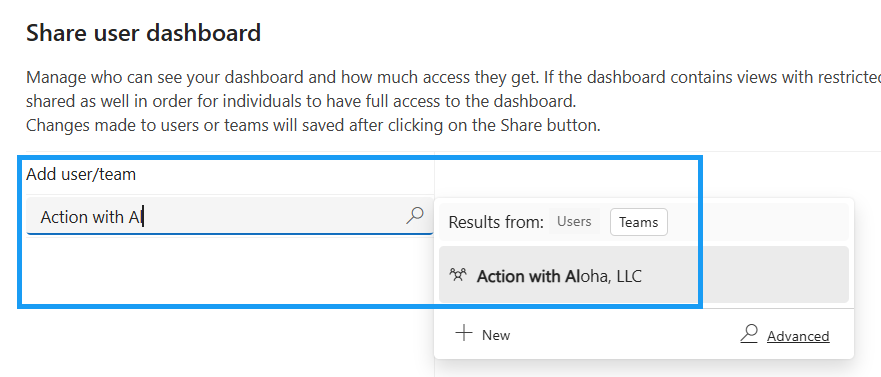 Share user dashboard
Manage who can see your dashboard and how much access they get. If the dashboard contains views with restricted
shared as well in order for individuals to have full access to the dashboard.
Changes made to users or teams will saved after clicking on the Share button.
Add user/team
Action with Al
Results from: Users Teams
Action with Aloha, LLC
New Advanced